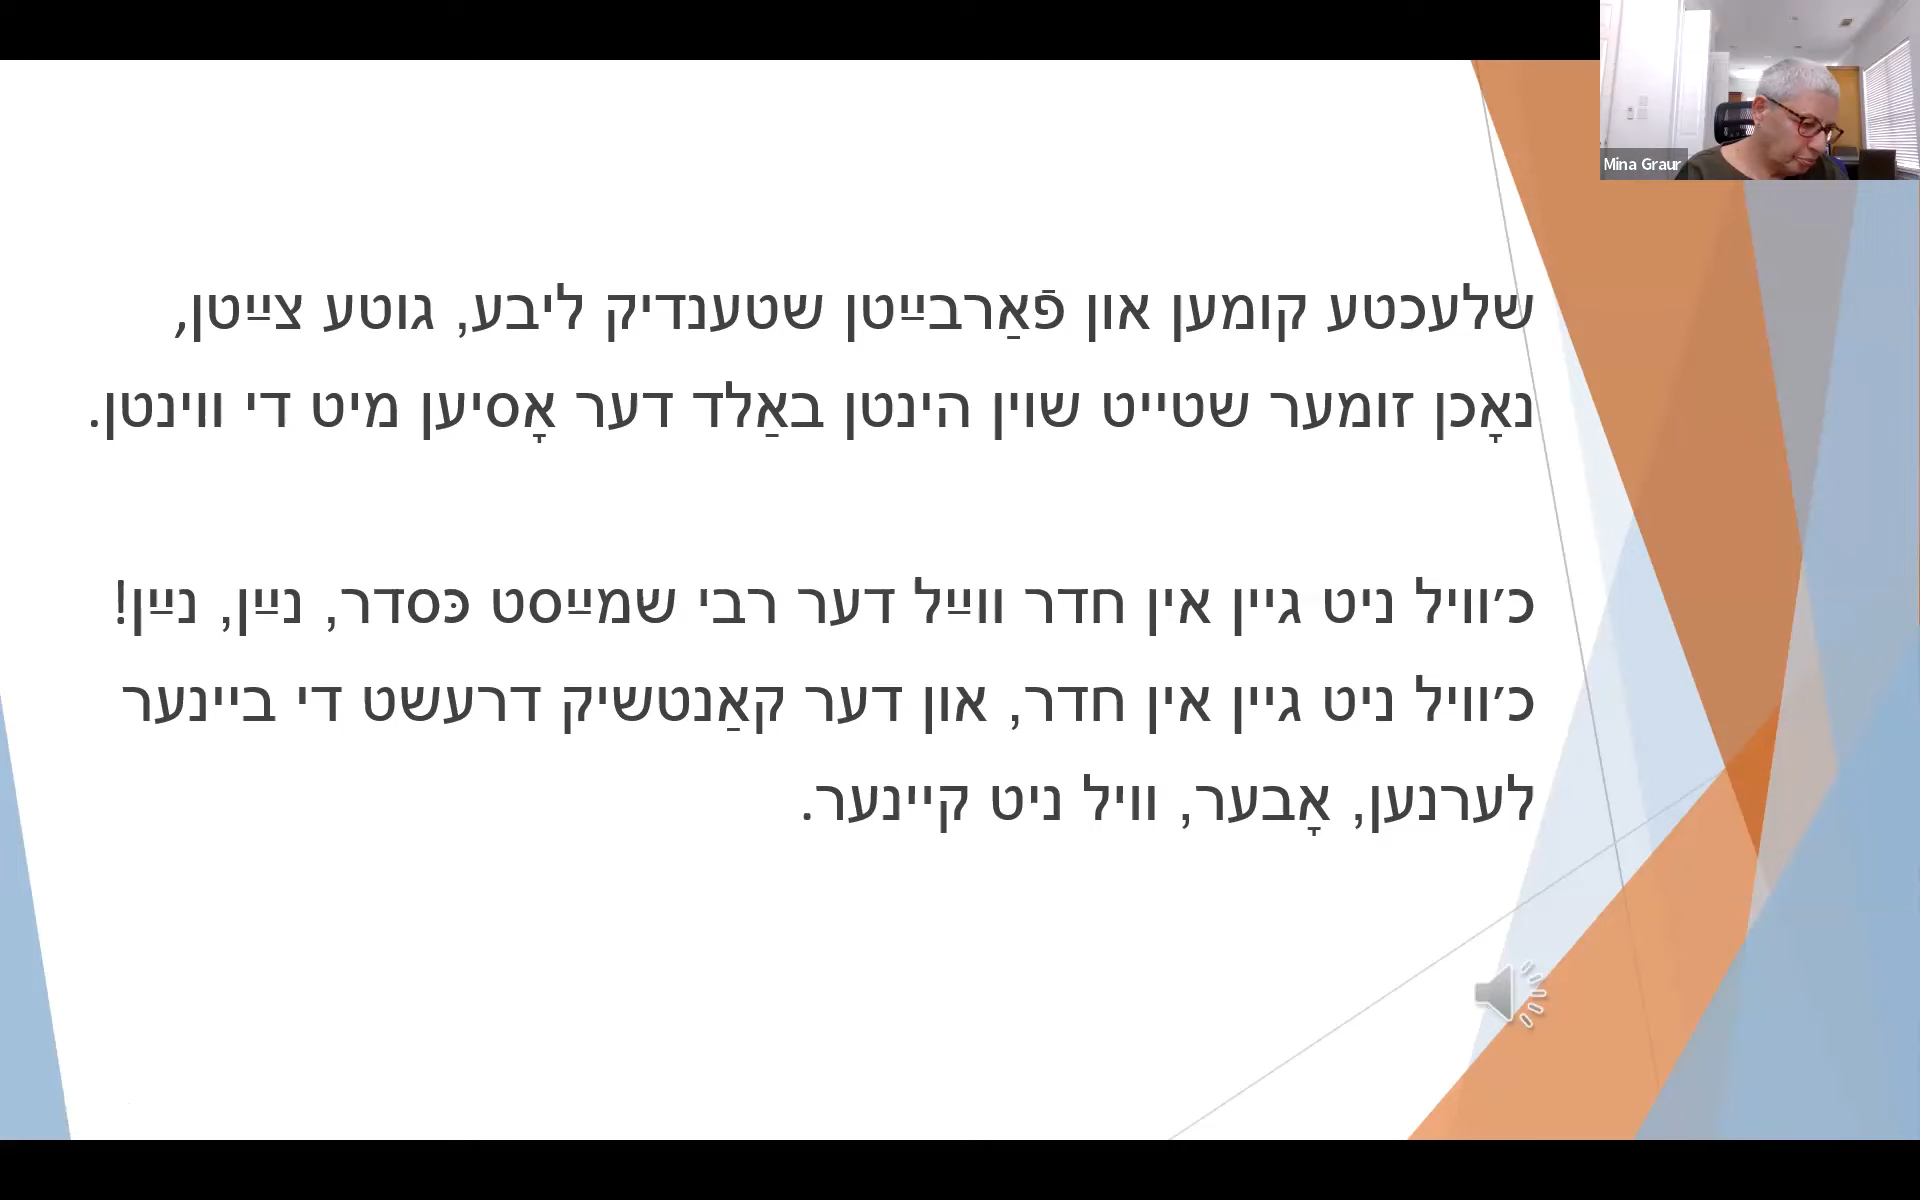 Mina Graur
שלעכטע קומען און פֿאַרבײַטן שטענדיק ליבע, גוטע צײַטן,
נאָכן זומער שטייט שוין הינטן באַלד דער אָסיען מיט די ווינטן.
כ׳וויל ניט גיין אין חדר ווײַל דער רבי שמײַסט כּסדר, נײַן, נײַן!
כ׳וויל ניט גיין אין חדר, און דער קאַנטשיק דרעשט די ביינער
לערנען, אָבער, וויל ניט קיינער.